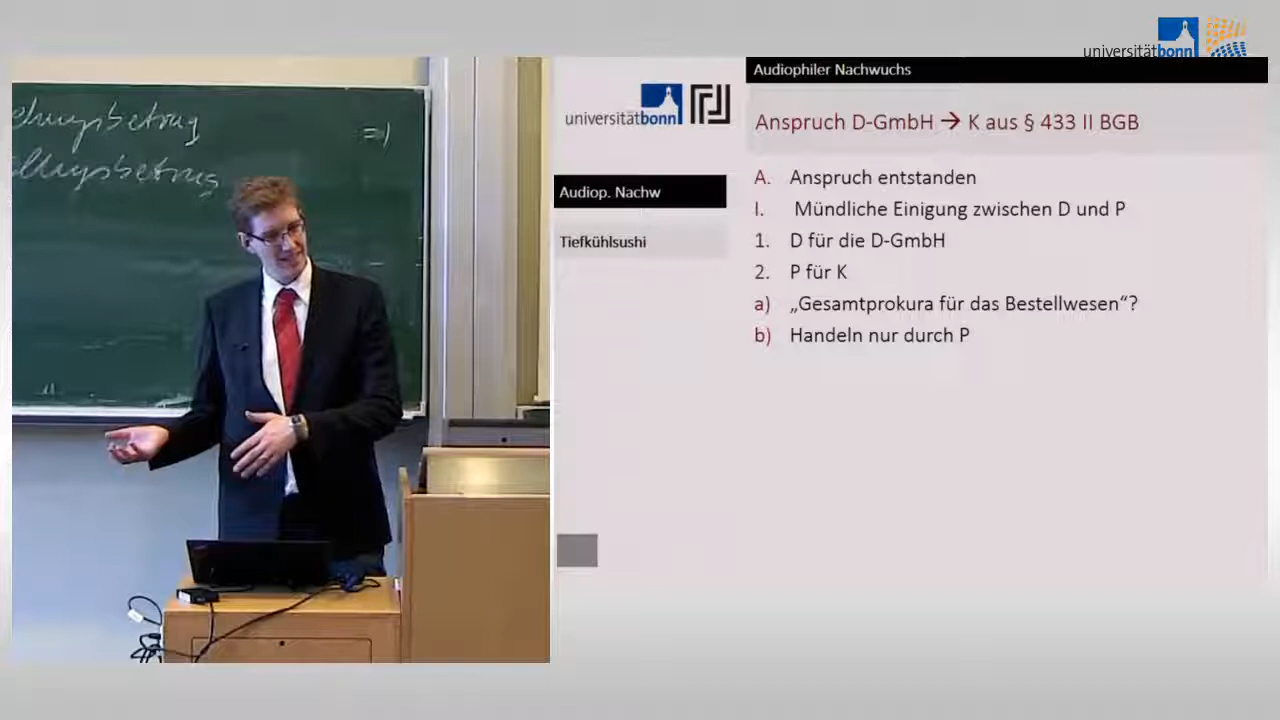 universitätbonn
Audiophiler Nachwuchs
universitätbonn
Anspruch D-GmbH → K aus § 433 II BGB
Audiop. Nachw
Tiefkühlsushi
A. Anspruch entstanden
I. Mündliche Einigung zwischen D und P
1. D für die D-GmbH
2. P für K
a) „Gesamtprokura für das Bestellwesen“?
b) Handeln nur durch P